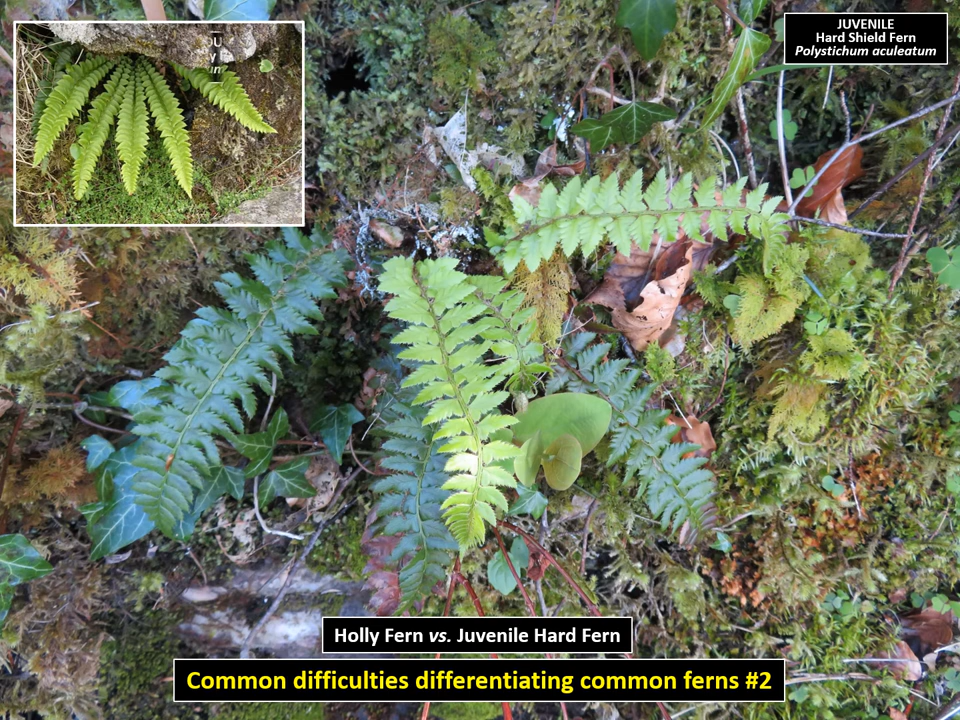 JUVENILE
Hard Shield Fern
Polystichum aculeatum
Holly Fern vs. Juvenile Hard Fern
Common difficulties differentiating common ferns #2